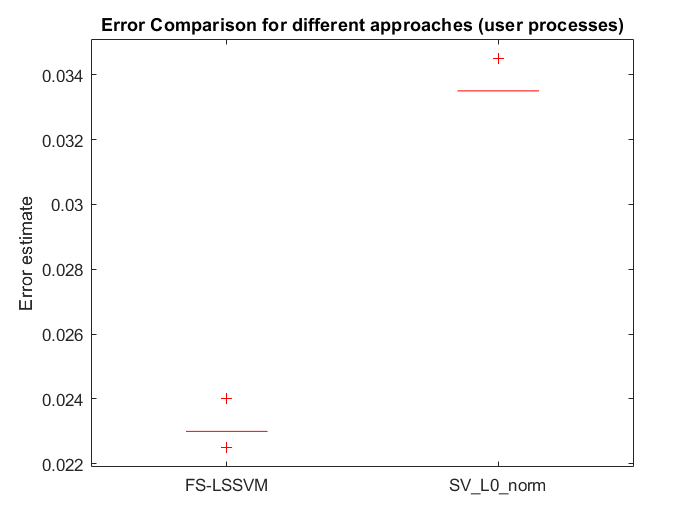 Error Comparison for different approaches (user processes)
0.034
0.032
0.03
0.028
0.026
0.024
0.022
Error estimate
FS-LSSVM
SV_L0_norm